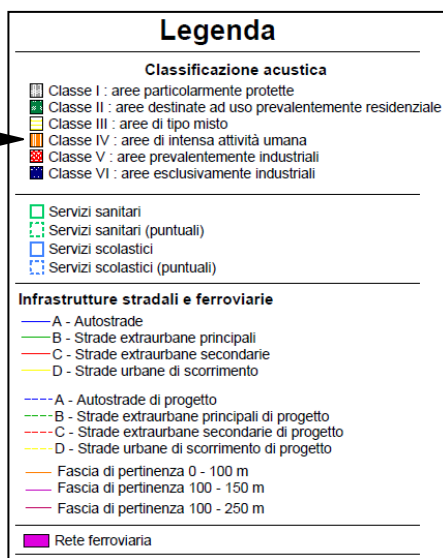 Legenda
Classificazione acustica
Classe I : aree particolarmente protette
Classe II : aree destinate ad uso prevalentemente residenziale
Classe III : aree di tipo misto
Classe IV : aree di intensa attività umana
Classe V : aree prevalentemente industriali
Classe VI : aree esclusivamente industriali
Servizi sanitari
Servizi sanitari (puntuali)
Servizi scolastici
Servizi scolastici (puntuali)
Infrastrutture stradali e ferroviarie
A - Autostrade
B - Strade extraurbane principali
C - Strade extraurbane secondarie
D - Strade urbane di scorrimento
A - Autostrade di progetto
B - Strade extraurbane principali di progetto
C - Strade extraurbane secondarie di progetto
D - Strade urbane di scorrimento di progetto
Fascia di pertinenza 0 - 100 m
Fascia di pertinenza 100 - 150 m
Fascia di pertinenza 100 - 250 m
Rete ferroviaria